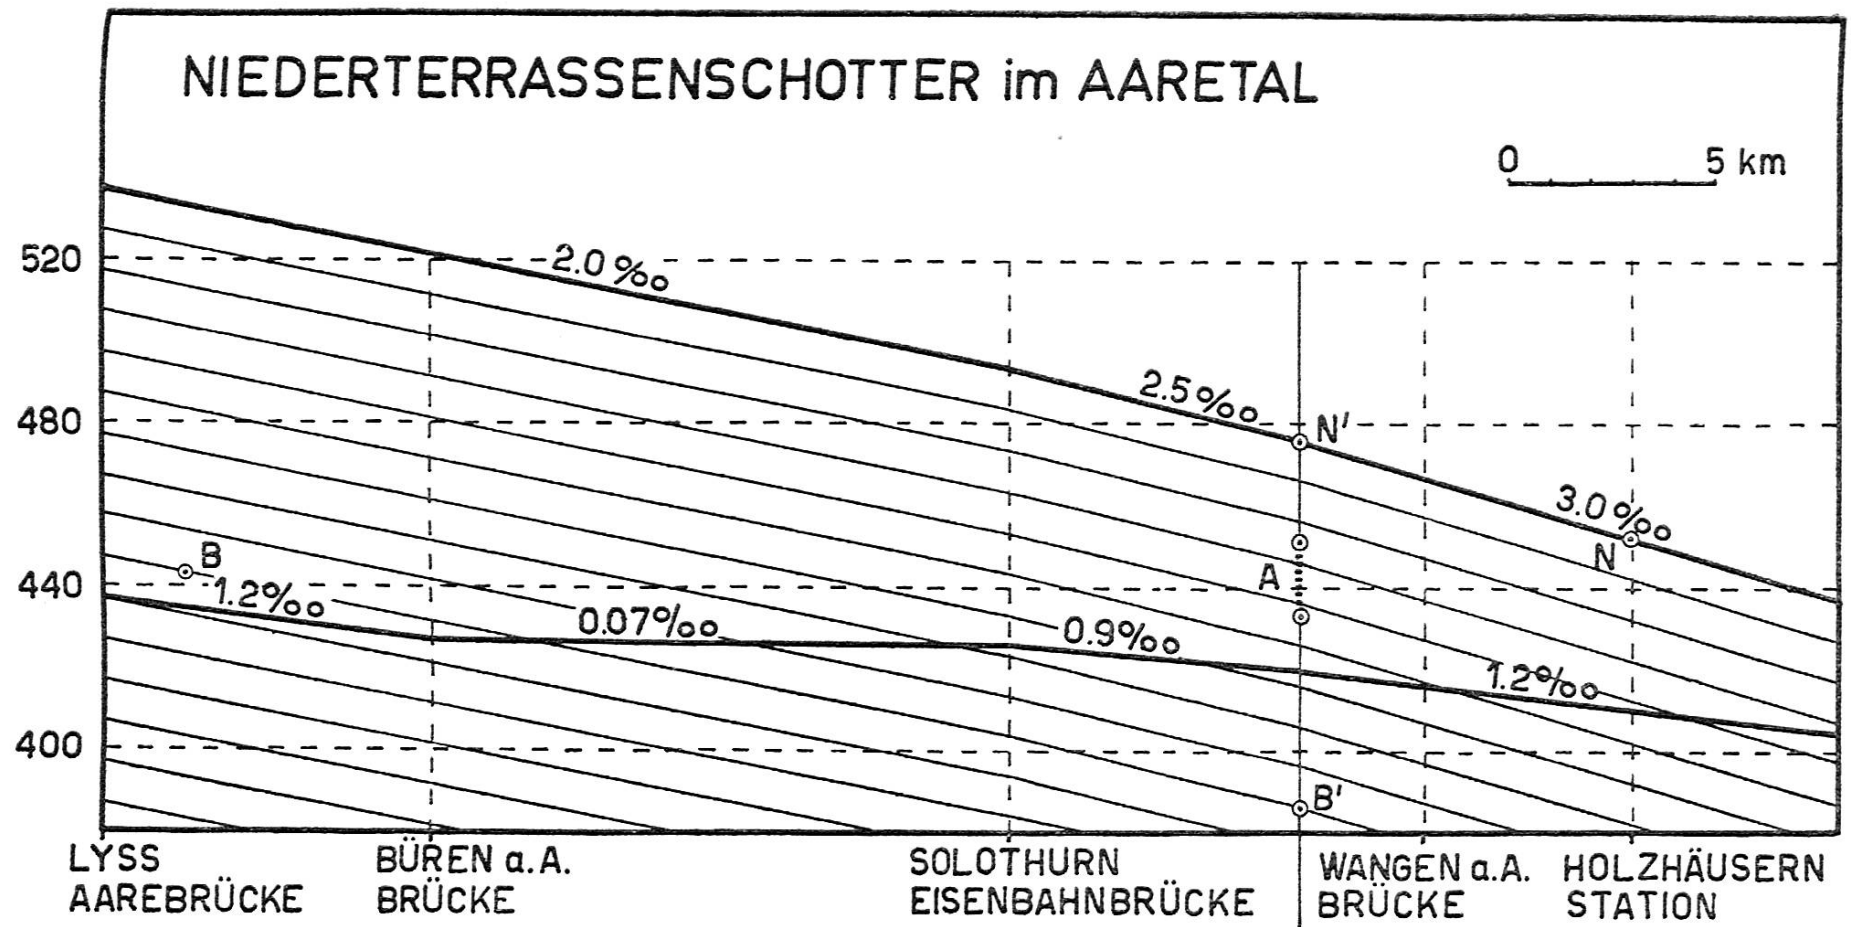 NIEDERTERRASSENSCHOTTER im AARETAL
0 5 km
520
2.0 ‰
2.5 ‰
480
N'
3.0 ‰
N
B
A
440
1.2 ‰
0.07 ‰
0.9 ‰
1.2 ‰
400
B'
LYSS
AAREBRÜCKE
BÜREN a.A.
BRÜCKE
SOLOTHURN
EISENBAHNBRÜCKE
WANGEN a.A.
BRÜCKE
HOLZHÄUSERN
STATION